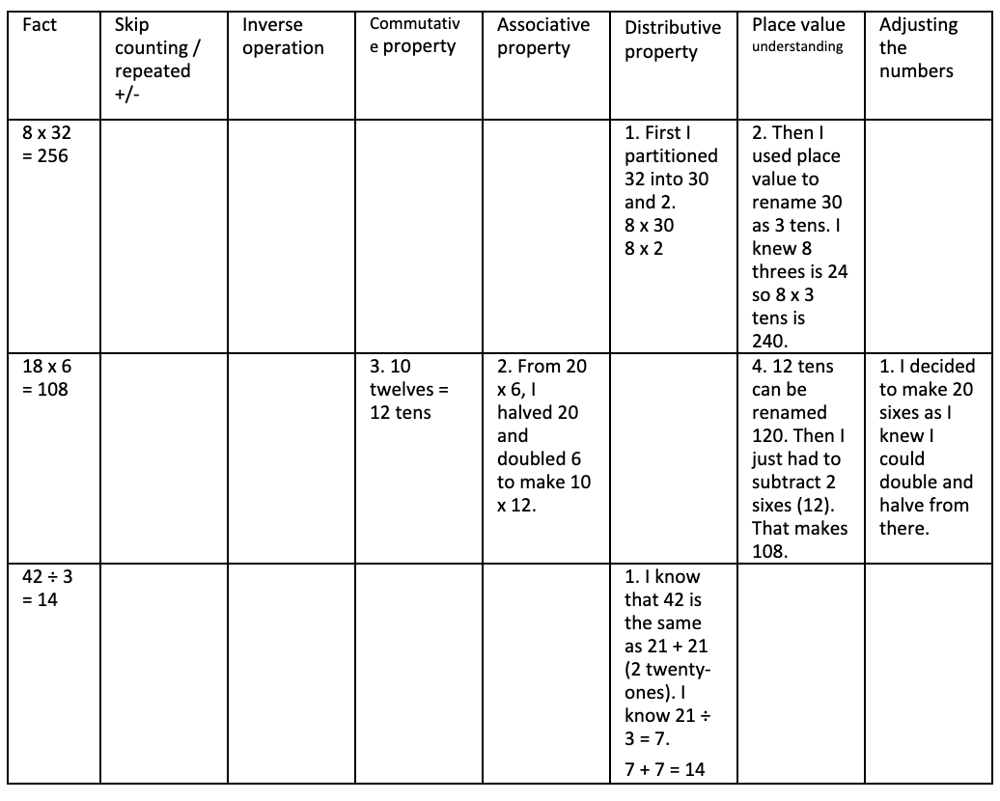 Fact
Skip
counting /
repeated
+/-
Inverse
operation
Commutativ
e property
Associative
property
Distributive
property
Place value
understanding
Adjusting
the
numbers
8 x 32
= 256
1. First I
partitioned
32 into 30
and 2.
8 x 30
8 x 2
2. Then I
used place
value to
rename 30
as 3 tens. I
knew 8
threes is 24
so 8 x 3
tens is
240.
18 x 6
= 108
3. 10
twelves =
12 tens
2. From 20
x 6, I
halved 20
and
doubled 6
to make 10
x 12.
4. 12 tens
can be
renamed
120. Then I
just had to
subtract 2
sixes (12).
That makes
108.
1. I decided
to make 20
sixes as I
knew I
could
double and
halve from
there.
42 ÷ 3
= 14
1. I know
that 42 is
the same
as 21 + 21
(2 twenty-
ones). I
know 21 ÷
3 = 7.
7 + 7 = 14